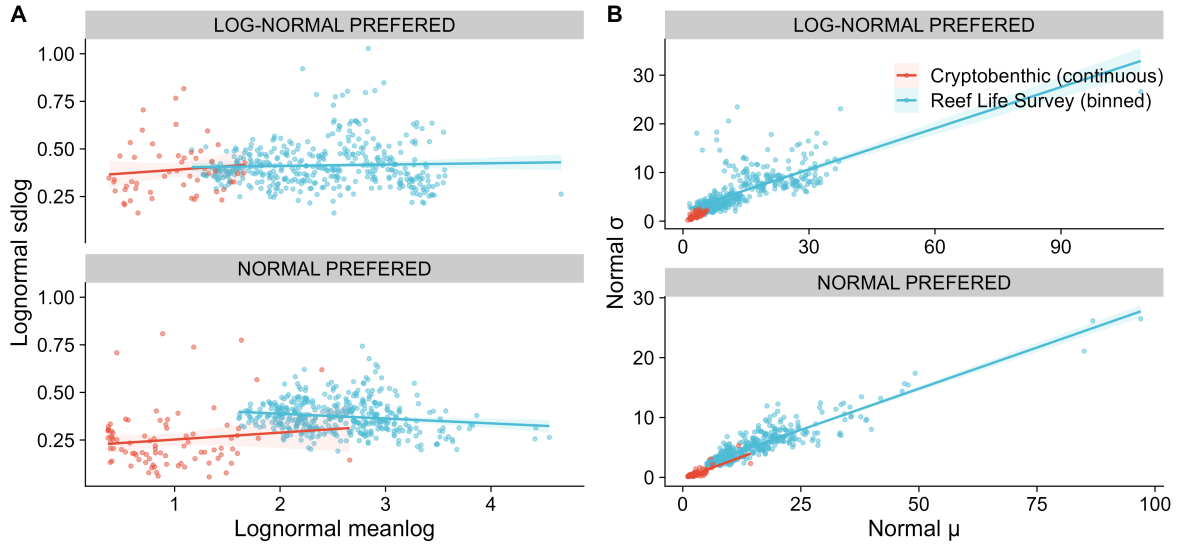 A
LOG-NORMAL PREFERED
1.00
0.75
0.50
0.25
NORMAL PREFERED
1.00
0.75
0.50
0.25
1 2 3 4
Lognormal meanlog
Lognormal sdlog
B
LOG-NORMAL PREFERED
Cryptobenthic (continuous)
Reef Life Survey (binned)
30
20
10
0
0 30 60 90
NORMAL PREFERED
30
20
10
0
0 25 50 75 100
Normal μ
Normal σ